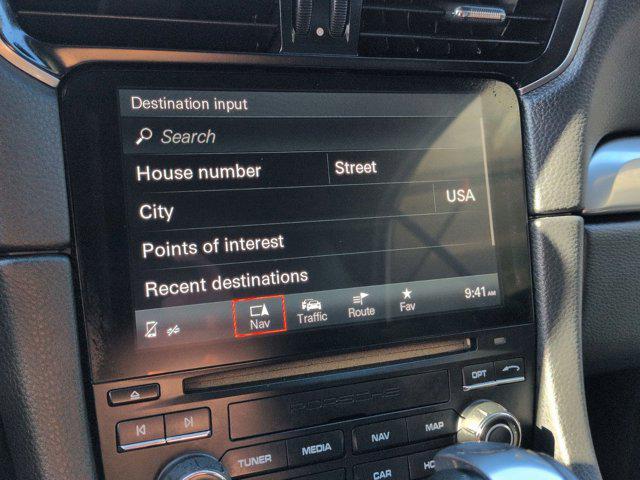 Destination input
Search
House number Street
City USA
Points of interest
Recent destinations
Nav Traffic Route Fav 9:41 AM
OPT
PORSCHE
TUNER MEDIA NAV MAP
CAR